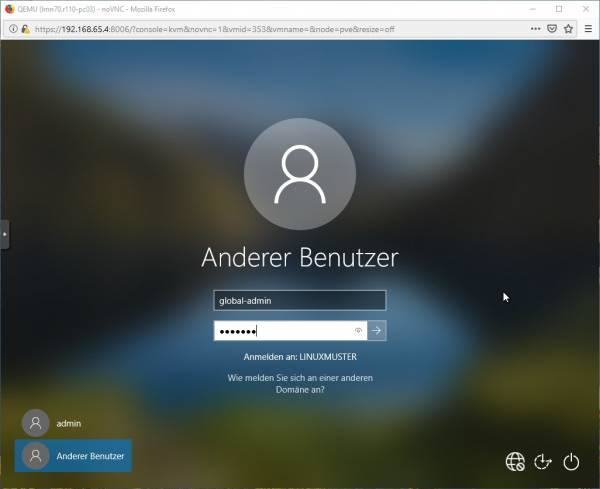 QEMU (lmn70.r110-pc03) - noVNC - Mozilla Firefox
https://192.168.65.4:8006/?console=kvm&novnc=1&vmid=353&vmname=&node=pve&resize=off
Anderer Benutzer
global-admin
Anmelden an: LINUXMUSTER
Wie melden Sie sich an einer anderen
Domäne an?
admin
Anderer Benutzer